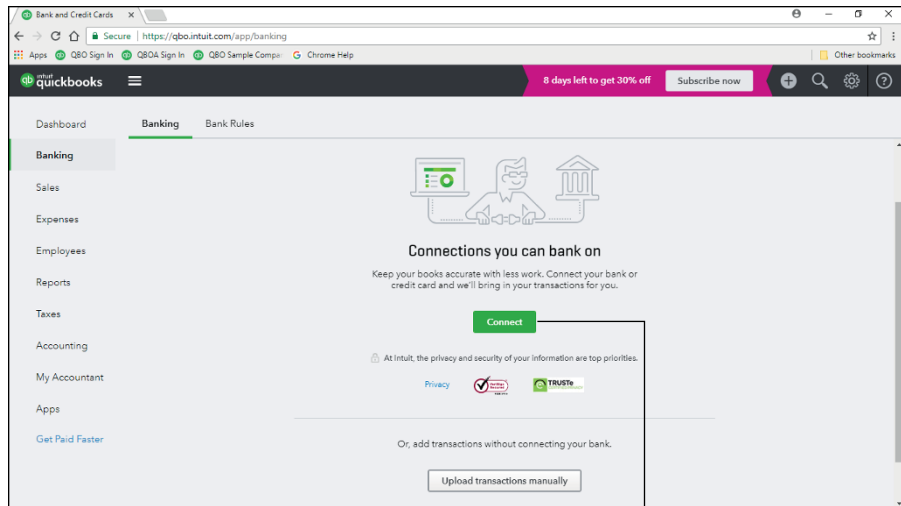 Bank and Credit Cards
Secure https://qbo.intuit.com/app/banking
Apps QBO Sign In QBOA Sign In QBO Sample Compa G Chrome Help Other bookmarks
qb intuit quickbooks 8 days left to get 30% off Subscribe now
Dashboard Banking Bank Rules
Banking
Sales
Expenses
Employees
Reports
Taxes
Accounting
My Accountant
Apps
Get Paid Faster
Connections you can bank on
Keep your books accurate with less work. Connect your bank or
credit card and we'll bring in your transactions for you.
Connect
At Intuit, the privacy and security of your information are top priorities.
Privacy TRUSTe
Or, add transactions without connecting your bank.
Upload transactions manually